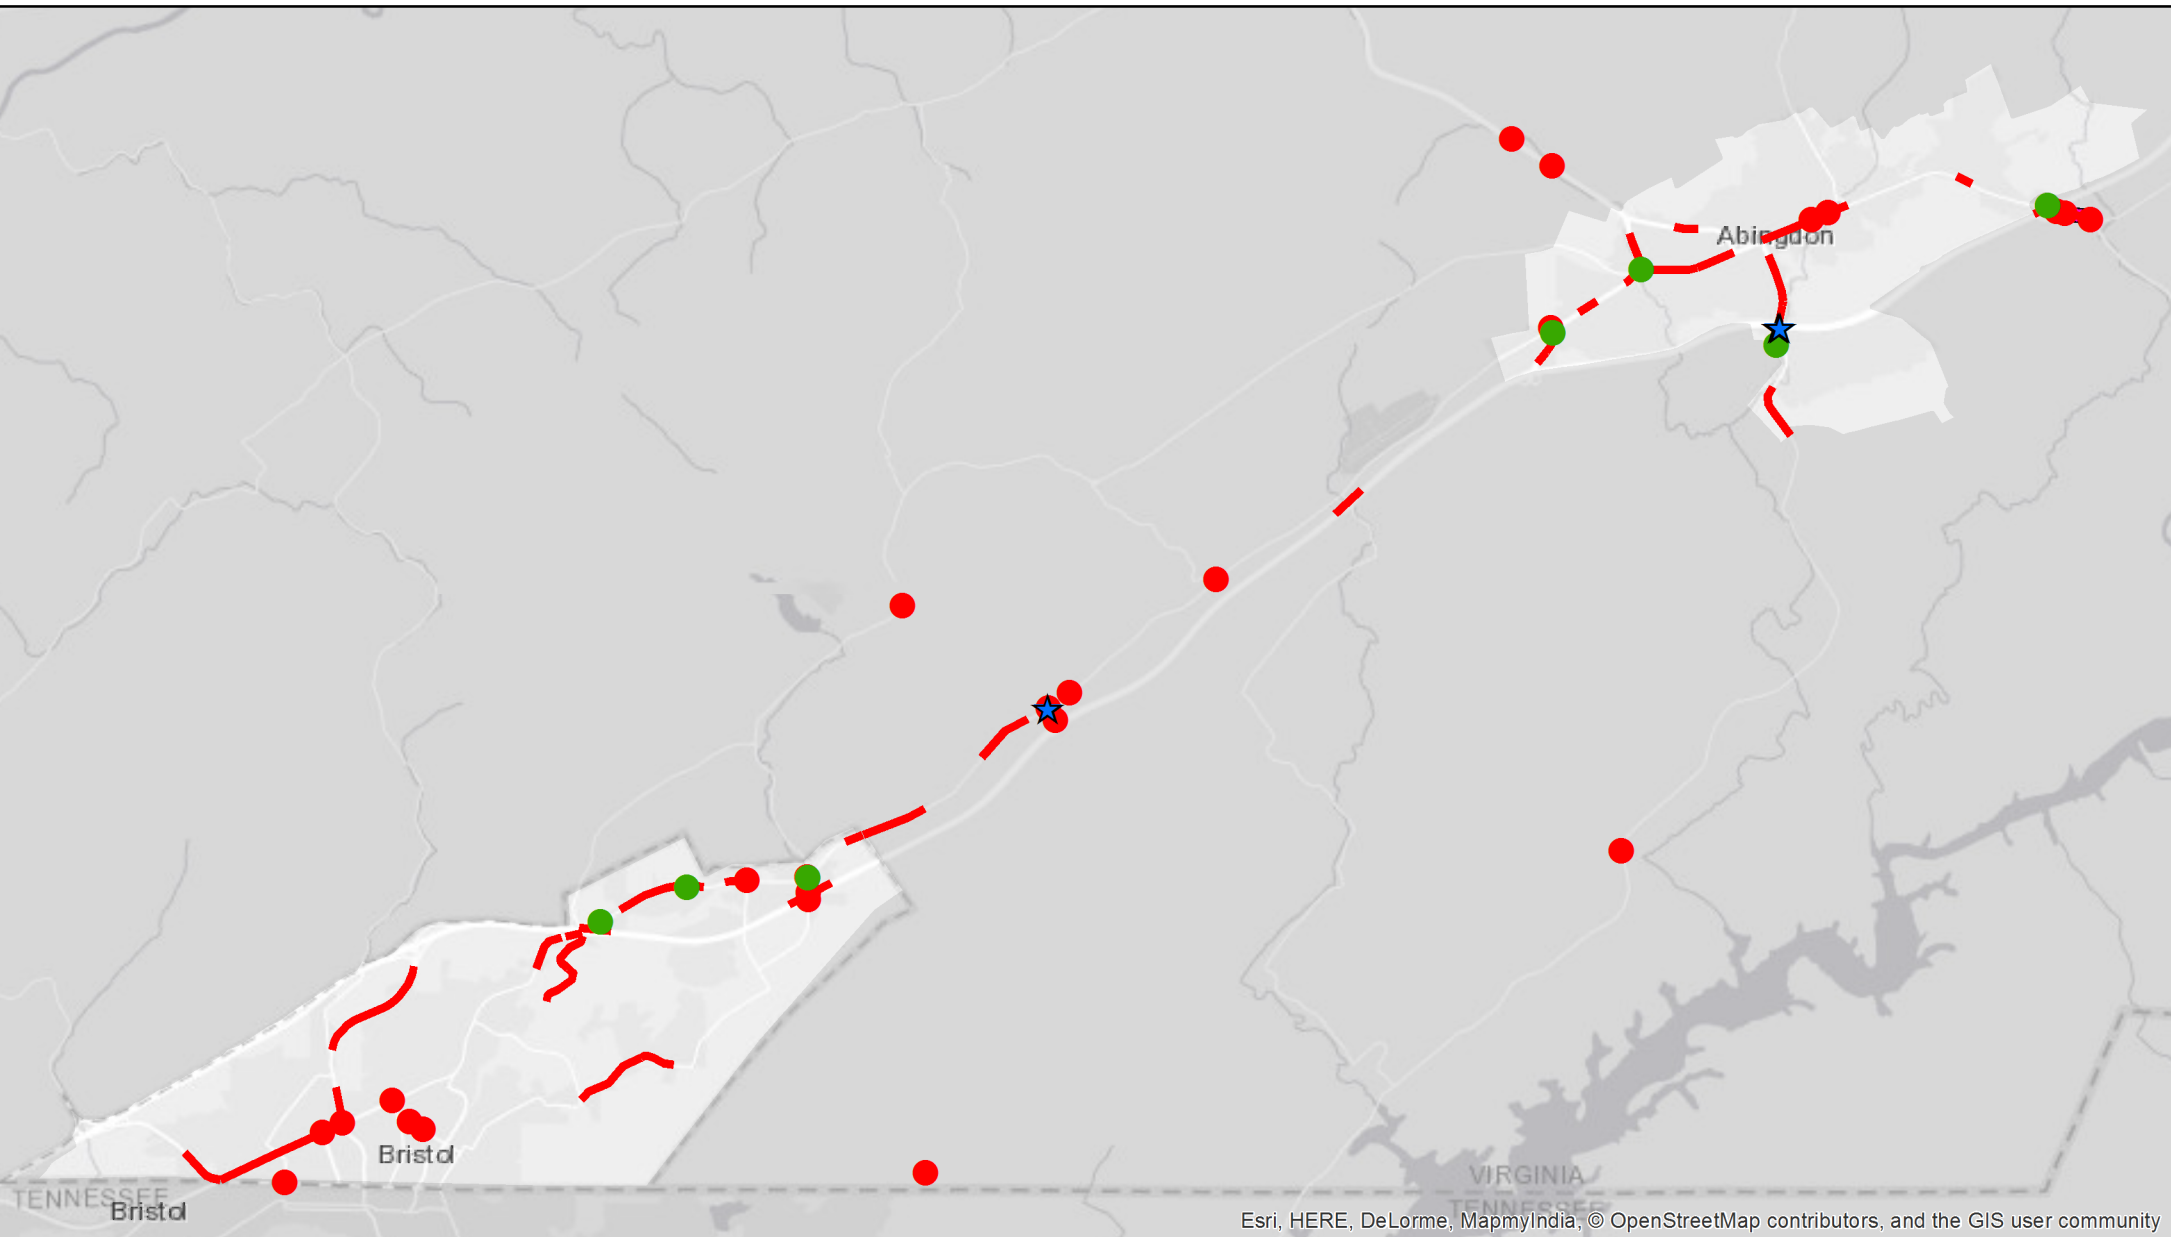 Abingdon
Bristol
VIRGINIA
TENNESSEE
TENNESSEE
Bristol
Esri, HERE, DeLorme, MapmyIndia, © OpenStreetMap contributors, and the GIS user community